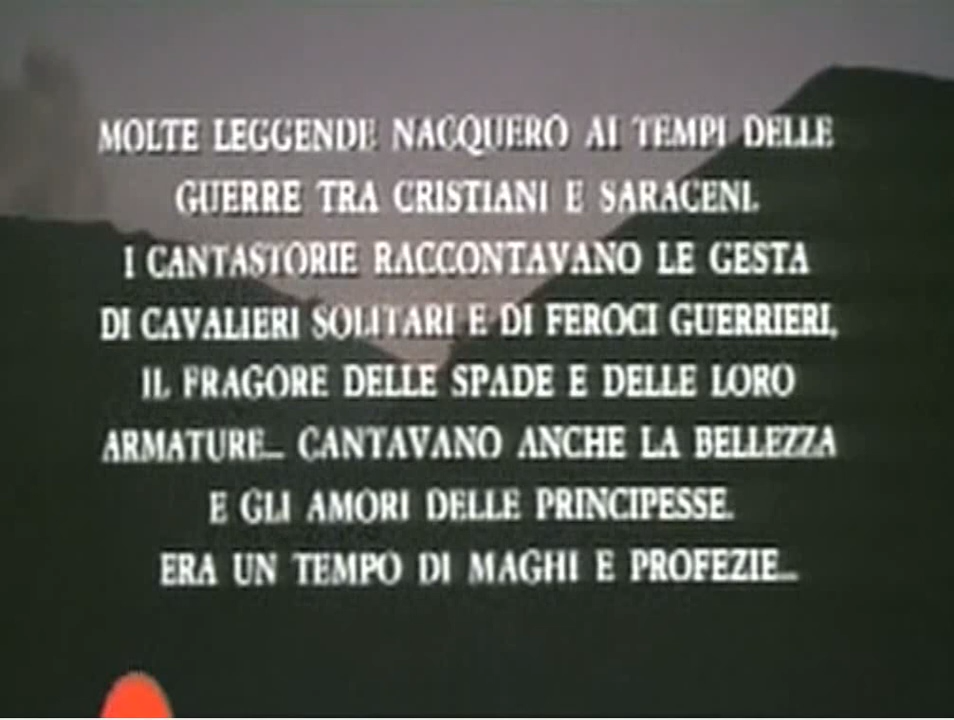 MOLTE LEGGENDE NACQUERO AI TEMPI DELLE
GUERRE TRA CRISTIANI E SARACENI.
I CANTASTORIE RACCONTAVANO LE GESTA
DI CAVALIERI SOLITARI E DI FEROCI GUERRIERI,
IL FRAGORE DELLE SPADE E DELLE LORO
ARMATURE... CANTAVANO ANCHE LA BELLEZZA
E GLI AMORI DELLE PRINCIPESSE.
ERA UN TEMPO DI MAGHI E PROFEZIE...